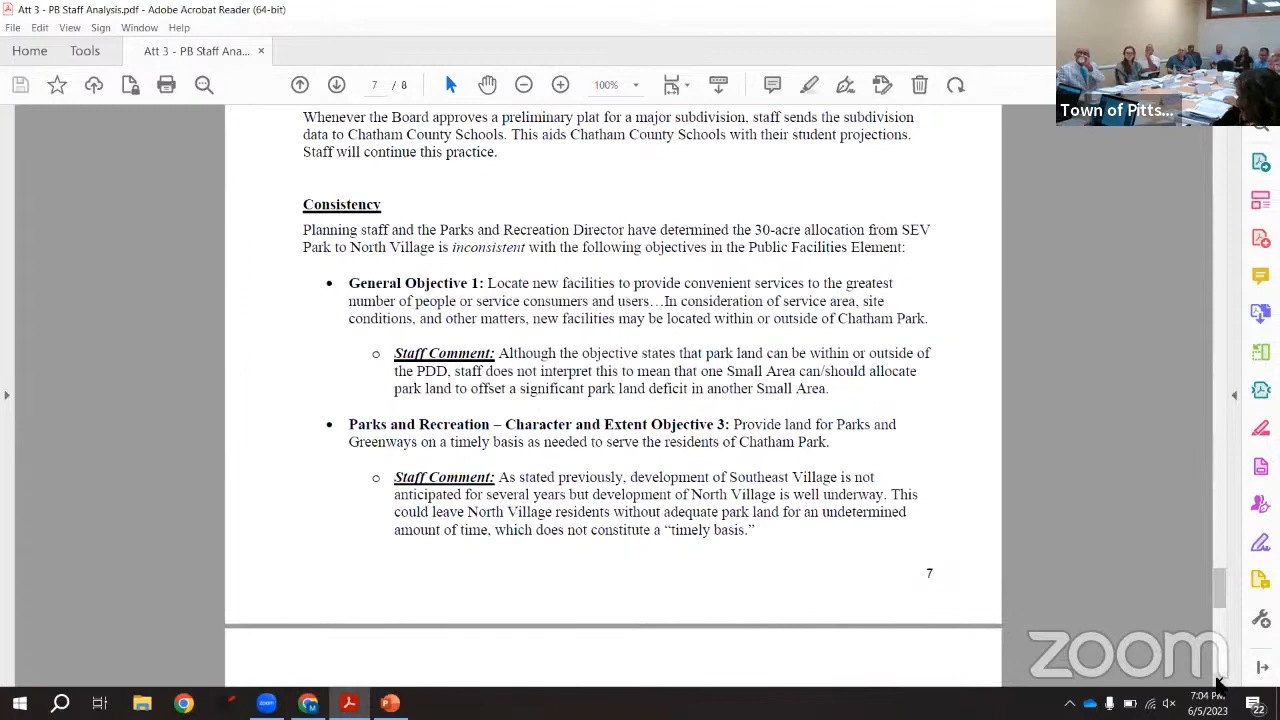 Att 3 - PB Staff Analysis.pdf - Adobe Acrobat Reader (64-bit)
File Edit View Sign Window Help
Home Tools Att 3 - PB Staff Ana... ×
7 / 8 100%
Town of Pitts...
Whenever the Board approves a preliminary plat for a major subdivision, staff sends the subdivision
data to Chatham County Schools. This aids Chatham County Schools with their student projections.
Staff will continue this practice.
Consistency
Planning staff and the Parks and Recreation Director have determined the 30-acre allocation from SEV
Park to North Village is inconsistent with the following objectives in the Public Facilities Element:
• General Objective 1: Locate new facilities to provide convenient services to the greatest
number of people or service consumers and users…In consideration of service area, site
conditions, and other matters, new facilities may be located within or outside of Chatham Park.
o Staff Comment: Although the objective states that park land can be within or outside of
the PDD, staff does not interpret this to mean that one Small Area can/should allocate
park land to offset a significant park land deficit in another Small Area.
• Parks and Recreation – Character and Extent Objective 3: Provide land for Parks and
Greenways on a timely basis as needed to serve the residents of Chatham Park.
o Staff Comment: As stated previously, development of Southeast Village is not
anticipated for several years but development of North Village is well underway. This
could leave North Village residents without adequate park land for an undetermined
amount of time, which does not constitute a “timely basis.”
7
zoom
7:04 PM
6/5/2023
22